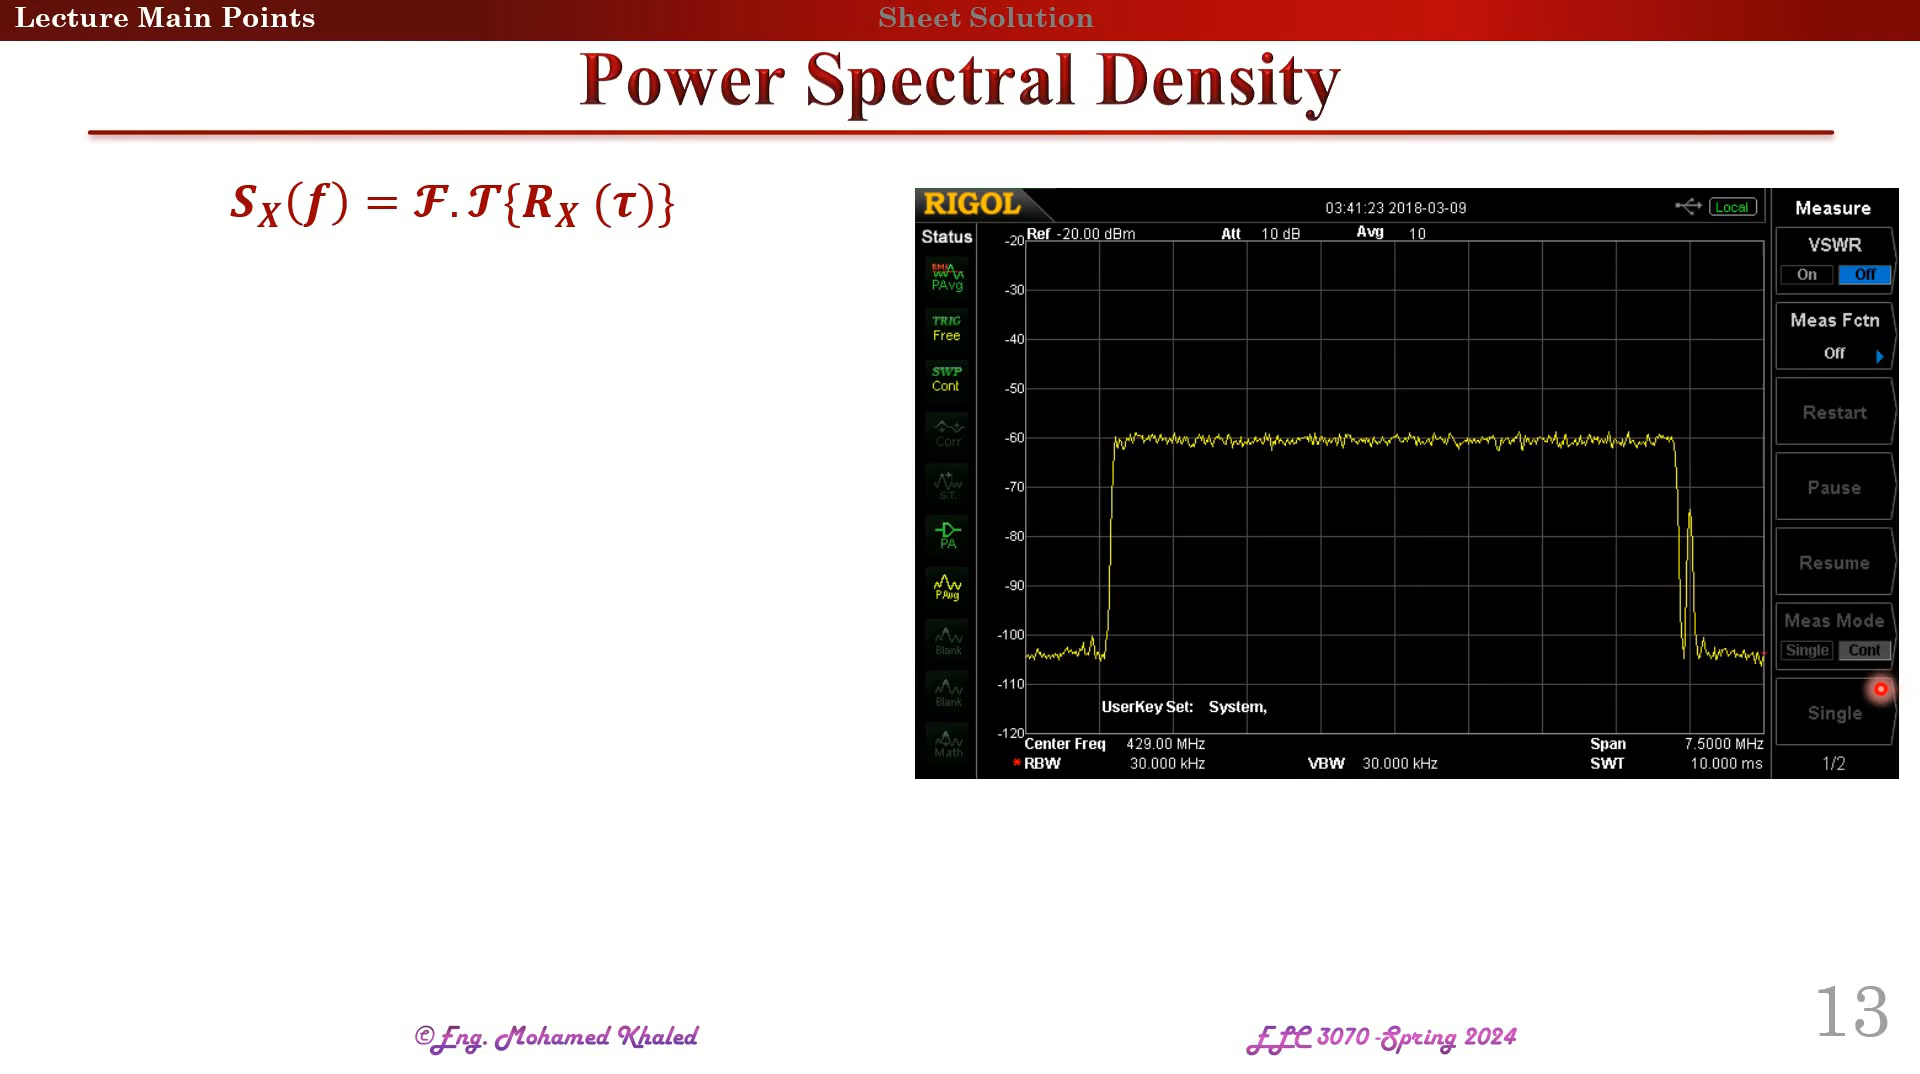 Lecture Main Points
Sheet Solution
Power Spectral Density
S_X(f) = ℱ.𝒯{R_X (τ)}
RIGOL
03:41:23 2018-03-09
Local
Measure
Status
Ref -20.00 dBm
Att 10 dB
Avg 10
VSWR
On Off
RMS
PAvg
TRIG
Free
SWP
Cont
Corr
S.T.
PA
PAvg
Blank
Blank
Math
-20
-30
-40
-50
-60
-70
-80
-90
-100
-110
-120
Meas Fctn
Off
Restart
Pause
Resume
Meas Mode
Single Cont
Single
1/2
UserKey Set: System,
Center Freq 429.00 MHz
Span 7.5000 MHz
*RBW 30.000 kHz
VBW 30.000 kHz
SWT 10.000 ms
©Eng. Mohamed Khaled
ELC 3070 -Spring 2024
13